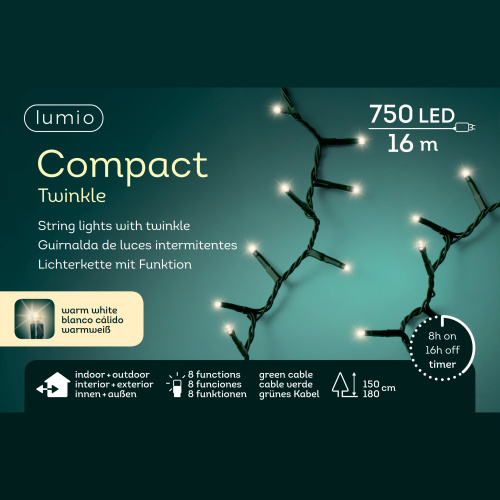 lumio
750 LED
16 m
Compact
Twinkle
String lights with twinkle
Guirnalda de luces intermitentes
Lichterkette mit Funktion
warm white
blanco cálido
warmweiß
8h on
16h off
timer
indoor+outdoor
interior+exterior
innen+außen
8 functions
8 funciones
8 funktionen
green cable
cable verde
grünes Kabel
150 cm
180